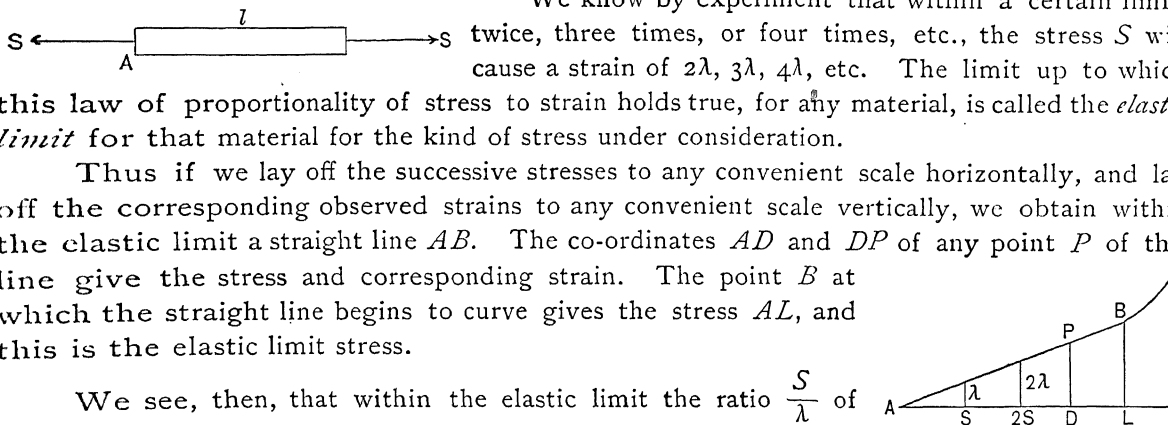 l
We know by experiment that within a certain limit
S S twice, three times, or four times, etc., the stress S wi
A cause a strain of 2λ, 3λ, 4λ, etc. The limit up to whic
this law of proportionality of stress to strain holds true, for any material, is called the elast
limit for that material for the kind of stress under consideration.
Thus if we lay off the successive stresses to any convenient scale horizontally, and la
off the corresponding observed strains to any convenient scale vertically, we obtain withi
the elastic limit a straight line AB. The co-ordinates AD and DP of any point P of th
line give the stress and corresponding strain. The point B at
which the straight line begins to curve gives the stress AL, and
this is the elastic limit stress.
We see, then, that within the elastic limit the ratio S/λ of
B
P
λ 2λ
A S 2S D L